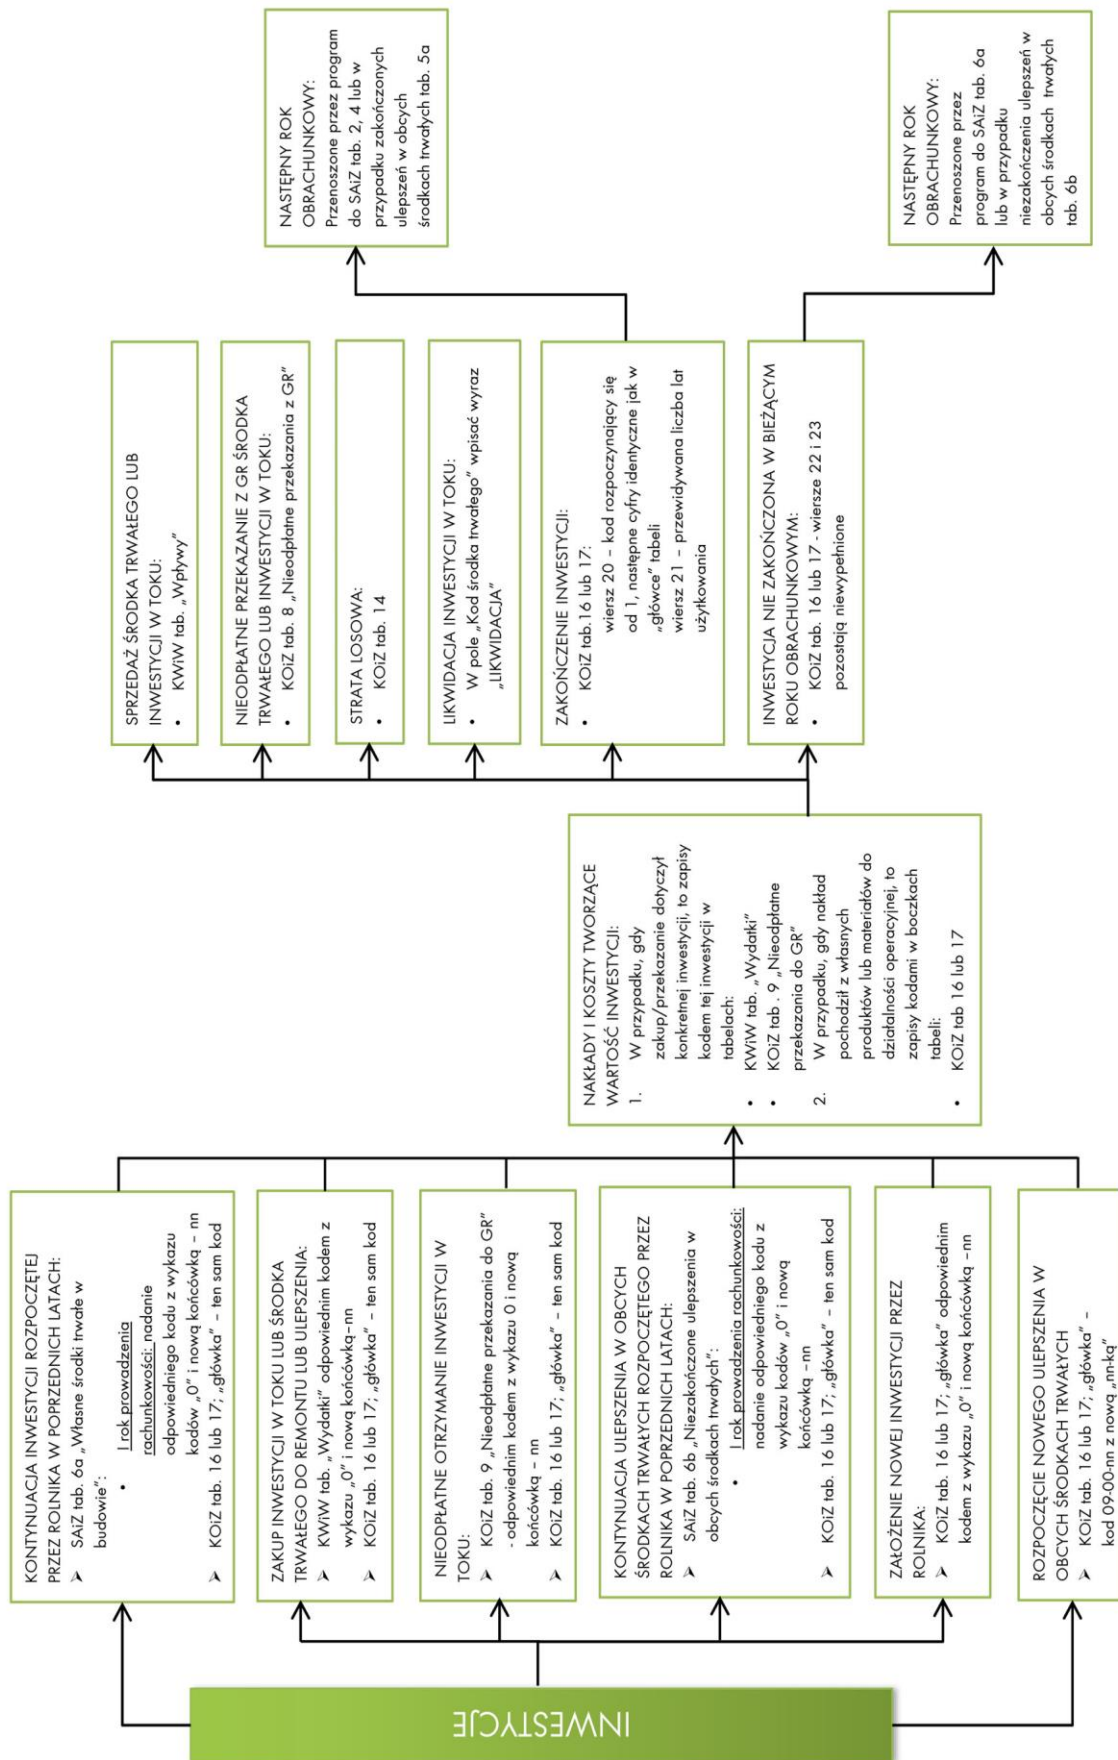 INWESTYCJE
KONTYNUACJA INWESTYCJI ROZPOCZĘTEJ
PRZEZ ROLNIKA W POPRZEDNICH LATACH:
➢ SAiZ tab. 6a „Własne środki trwałe w
budowie":
• I rok prowadzenia
rachunkowości: nadanie
odpowiedniego kodu z wykazu
kodów „0" i nową końcówką – nn
➢ KOiZ tab. 16 lub 17; „główka" – ten sam kod
ZAKUP INWESTYCJI W TOKU LUB ŚRODKA
TRWAŁEGO DO REMONTU LUB ULEPSZENIA:
➢ KWiW tab. „Wydatki" odpowiednim kodem z
wykazu „0" i nową końcówką–nn
➢ KOiZ tab. 16 lub 17; „główka" – ten sam kod
NIEODPŁATNE OTRZYMANIE INWESTYCJI W
TOKU:
➢ KOiZ tab. 9 „Nieodpłatne przekazania do GR"
- odpowiednim kodem z wykazu 0 i nową
końcówką – nn
➢ KOiZ tab. 16 lub 17; „główka" – ten sam kod
KONTYNUACJA ULEPSZENIA W OBCYCH
ŚRODKACH TRWAŁYCH ROZPOCZĘTEGO PRZEZ
ROLNIKA W POPRZEDNICH LATACH:
➢ SAiZ tab. 6b „Niezakończone ulepszenia w
obcych środkach trwałych":
• I rok prowadzenia rachunkowości:
nadanie odpowiedniego kodu z
wykazu kodów „0" i nową
końcówką –nn
➢ KOiZ tab. 16 lub 17; „główka" – ten sam kod
ZAŁOŻENIE NOWEJ INWESTYCJI PRZEZ
ROLNIKA:
➢ KOiZ tab. 16 lub 17; „główka" odpowiednim
kodem z wykazu „0" i nową końcówką –nn
ROZPOCZĘCIE NOWEGO ULEPSZENIA W
OBCYCH ŚRODKACH TRWAŁYCH
➢ KOiZ tab. 16 lub 17; „główka" –
kod 09-00-nn z nową „nn-ką"
NAKŁADY I KOSZTY TWORZĄCE
WARTOŚĆ INWESTYCJI:
1. W przypadku, gdy
zakup/przekazanie dotyczył
konkretnej inwestycji, to zapisy
kodem tej inwestycji w
tabelach:
• KWiW tab. „Wydatki"
• KOiZ tab . 9 „Nieodpłatne
przekazania do GR"
2. W przypadku, gdy nakład
pochodził z własnych
produktów lub materiałów do
działalności operacyjnej, to
zapisy kodami w boczkach
tabeli:
• KOiZ tab 16 lub 17
SPRZEDAŻ ŚRODKA TRWAŁEGO LUB
INWESTYCJI W TOKU:
• KWiW tab. „Wpływy"
NIEODPŁATNE PRZEKAZANIE Z GR ŚRODKA
TRWAŁEGO LUB INWESTYCJI W TOKU:
• KOiZ tab. 8 „Nieodpłatne przekazania z GR"
STRATA LOSOWA:
• KOiZ tab. 14
LIKWIDACJA INWESTYCJI W TOKU:
• W pole „Kod środka trwałego" wpisać wyraz
„LIKWIDACJA"
ZAKOŃCZENIE INWESTYCJI:
• KOiZ tab.16 lub 17:
wiersz 20 – kod rozpoczynający się
od 1, następne cyfry identyczne jak w
„główce" tabeli
wiersz 21 – przewidywana liczba lat
użytkowania
INWESTYCJA NIE ZAKOŃCZONA W BIEŻĄCYM
ROKU OBRACHUNKOWYM:
• KOiZ tab. 16 lub 17 - wiersze 22 i 23
pozostają niewypełnione
NASTĘPNY ROK
OBRACHUNKOWY:
Przenoszone przez program
do SAiZ tab. 2, 4 lub w
przypadku zakończonych
ulepszeń w obcych
środkach trwałych tab. 5a
NASTĘPNY ROK
OBRACHUNKOWY:
Przenoszone przez
program do SAiZ tab. 6a
lub w przypadku
niezakończenia ulepszeń w
obcych środkach trwałych
tab. 6b